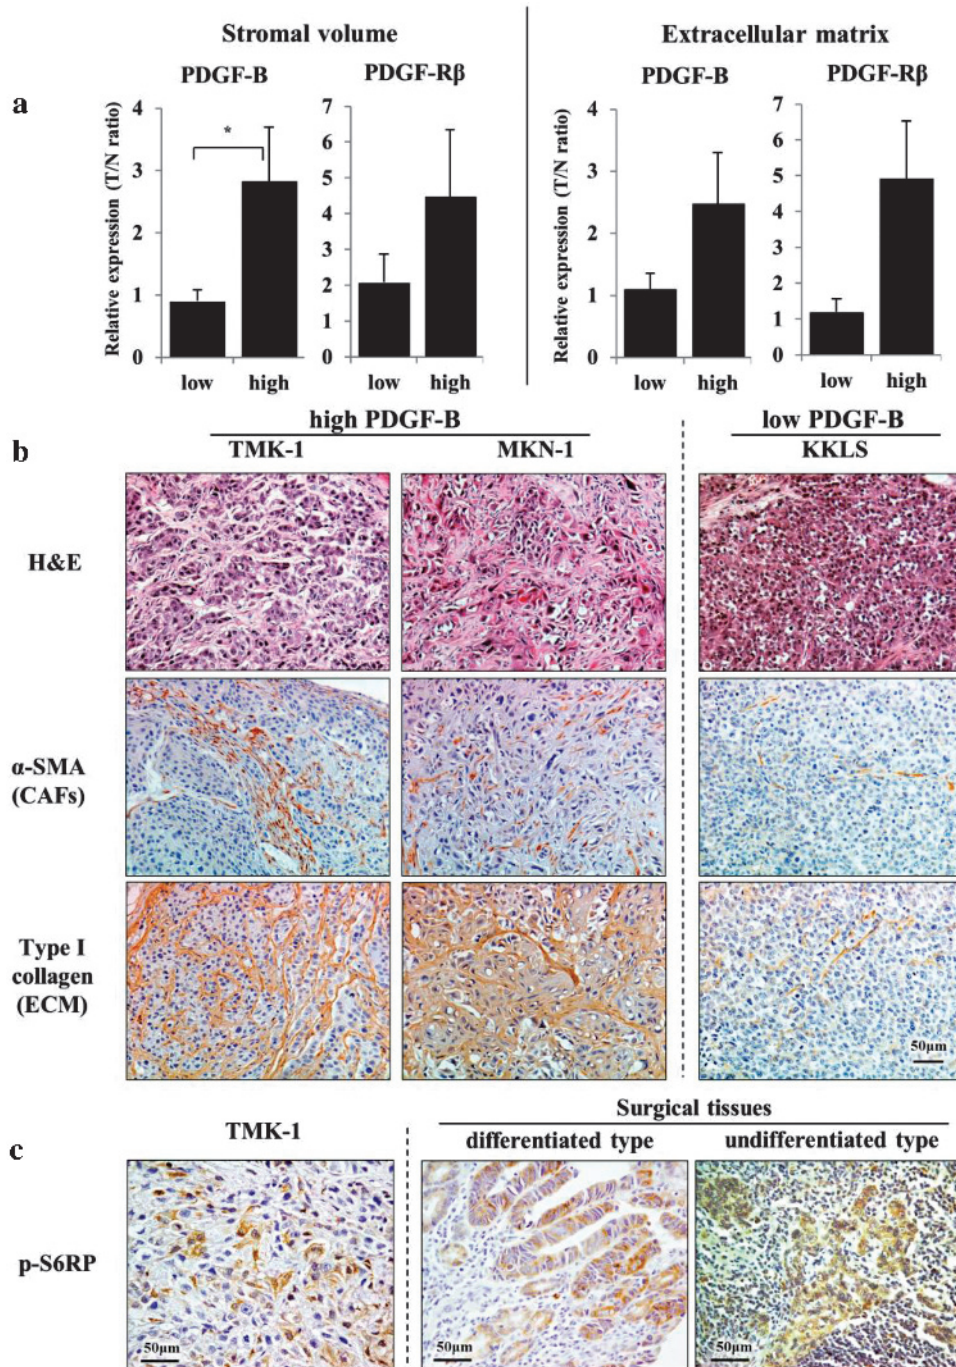 a
Stromal volume
Extracellular matrix
PDGF-B
PDGF-Rβ
PDGF-B
PDGF-Rβ
Relative expression (T/N ratio)
4
3
2
1
0
*
low
high
7
6
5
4
3
2
1
0
low
high
Relative expression (T/N ratio)
4
3
2
1
0
low
high
7
6
5
4
3
2
1
0
low
high
b
high PDGF-B
low PDGF-B
TMK-1
MKN-1
KKLS
H&E
α-SMA
(CAFs)
Type I
collagen
(ECM)
50μm
c
TMK-1
Surgical tissues
differentiated type
undifferentiated type
p-S6RP
50μm
50μm
50μm